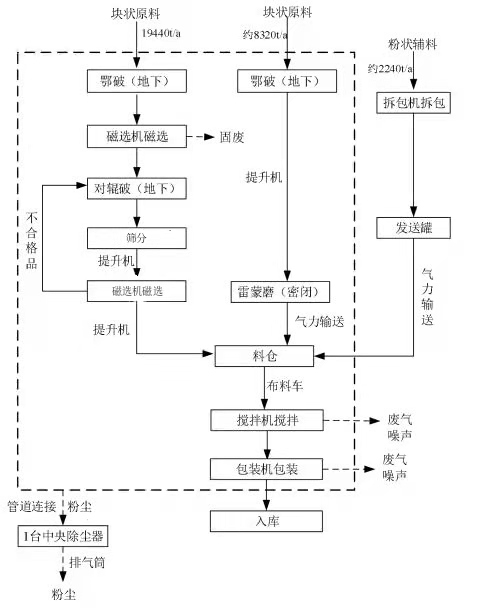 块状原料
块状原料
19440t/a
约8320t/a
粉状辅料
约2240t/a
鄂破（地下）
鄂破（地下）
拆包机拆包
磁选机磁选
固废
提升机
对辊破（地下）
不合格品
筛分
发送罐
提升机
磁选机磁选
雷蒙磨（密闭）
气力输送
提升机
气力输送
料仓
布料车
搅拌机搅拌
废气
噪声
包装机包装
废气
噪声
管道连接
粉尘
入库
1台中央除尘器
排气筒
粉尘